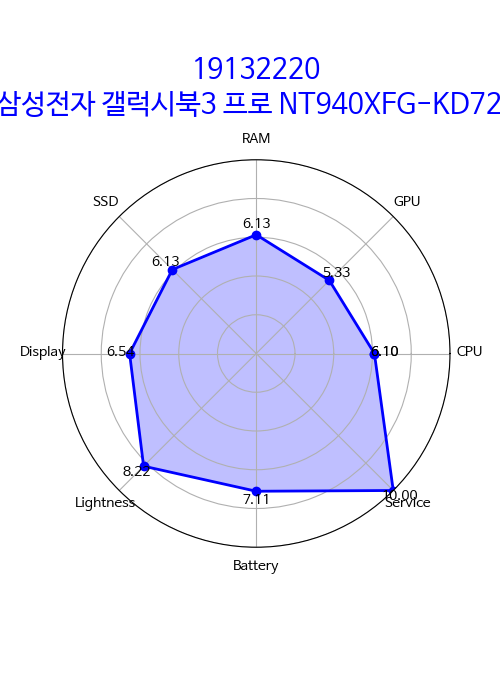 19132220
삼성전자 갤럭시북3 프로 NT940XFG-KD72
RAM
SSD
GPU
6.13
6.13
5.33
Display
6.54
6.10
CPU
8.22
7.11
10.00
Lightness
Service
Battery